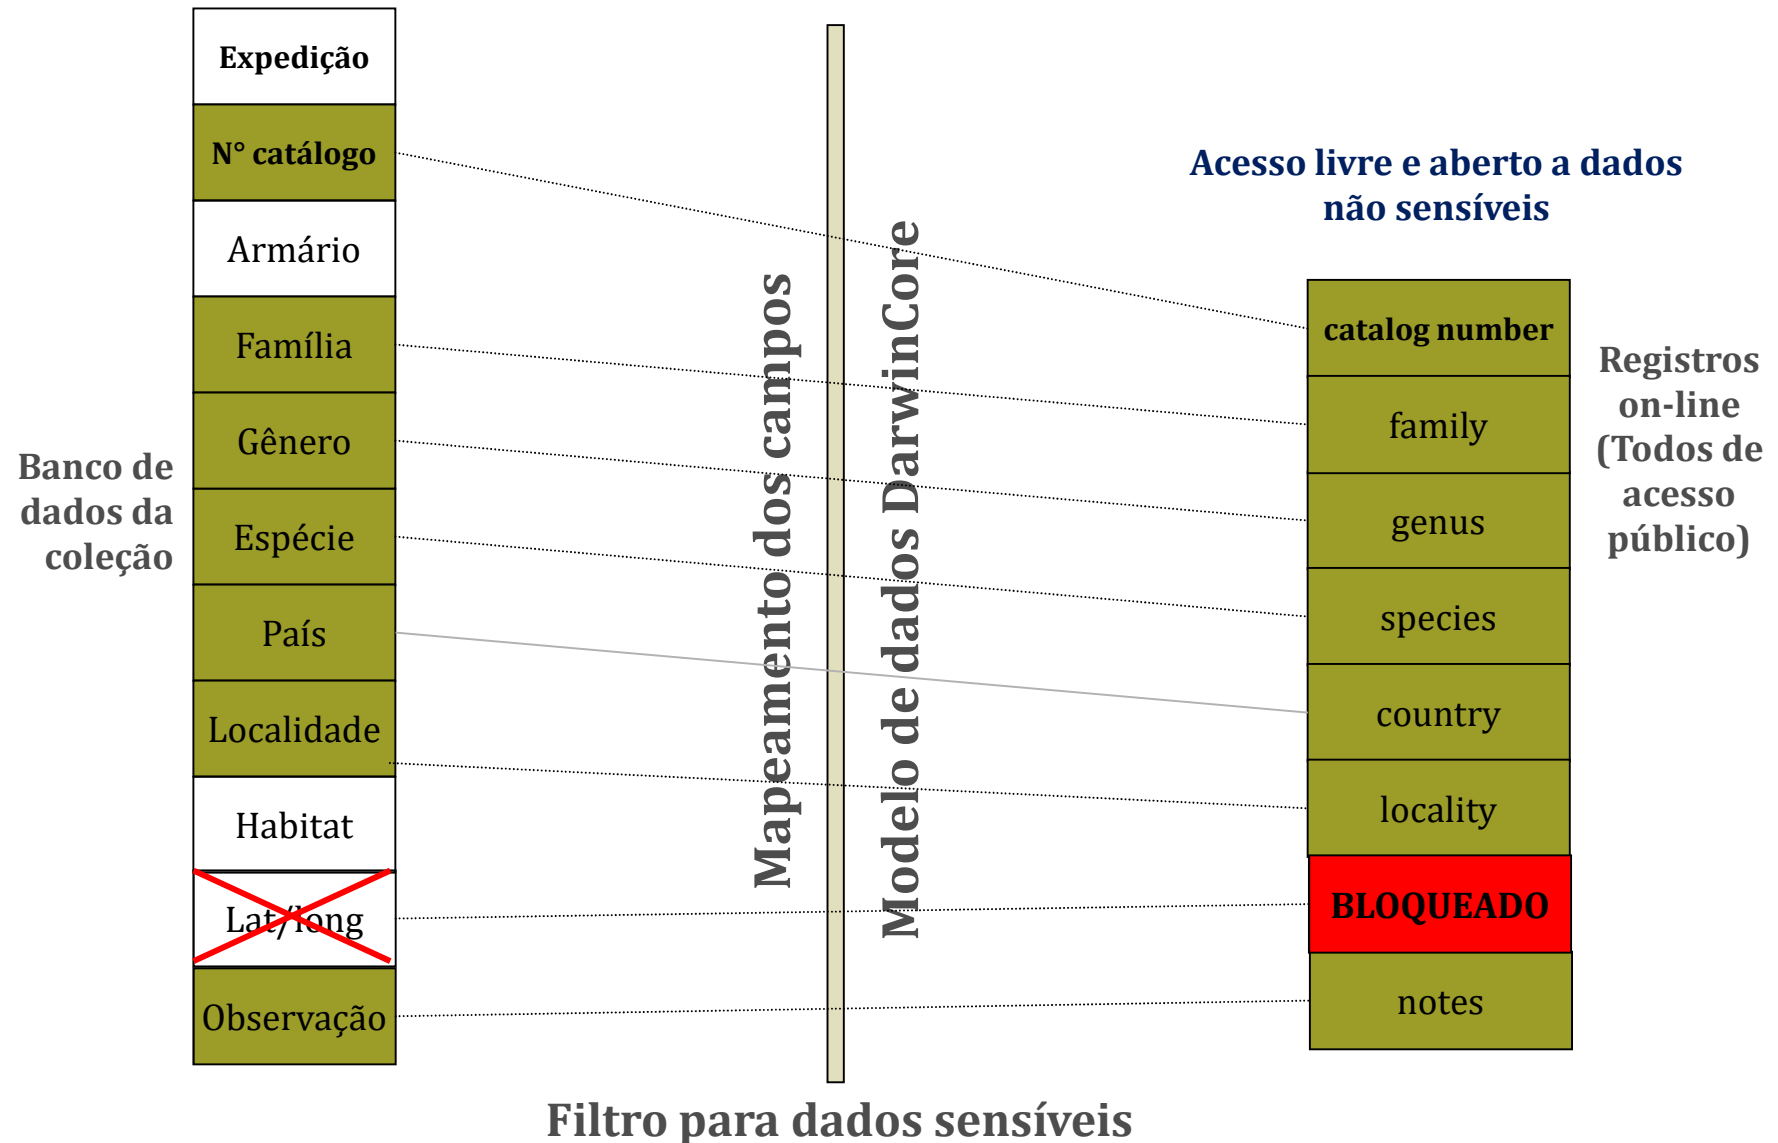 Expedição
N° catálogo
Armário
Família
Gênero
Espécie
País
Localidade
Habitat
Lat/long
Observação
Banco de
dados da
coleção
Mapeamento dos campos
Modelo de dados DarwinCore
Acesso livre e aberto a dados
não sensíveis
catalog number
family
genus
species
country
locality
BLOQUEADO
notes
Registros
on-line
(Todos de
acesso
público)
Filtro para dados sensíveis